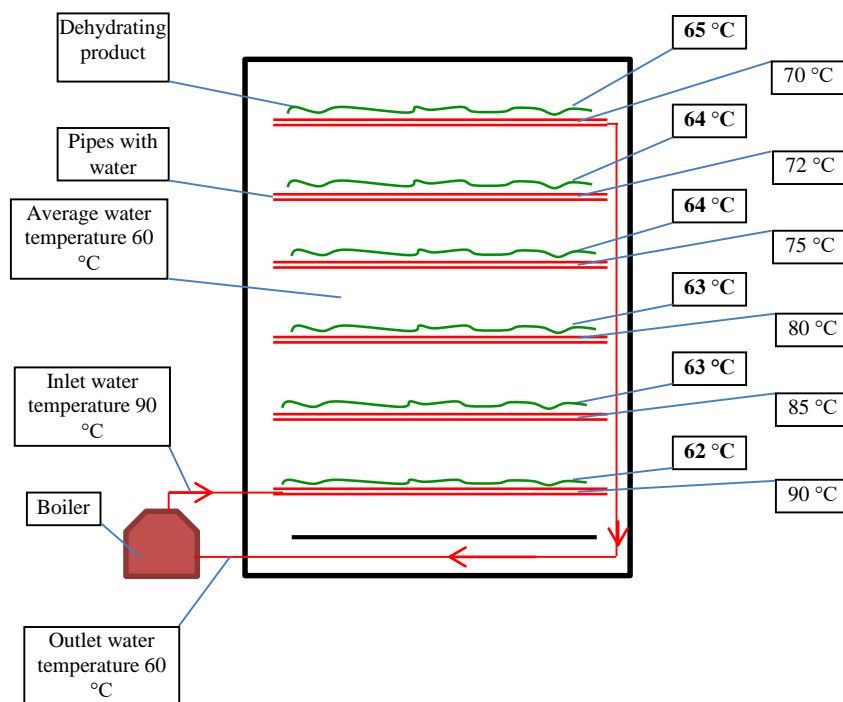 Dehydrating
product
Pipes with
water
Average water
temperature 60
°C
Inlet water
temperature 90
°C
Boiler
Outlet water
temperature 60
°C
65 °C
70 °C
64 °C
72 °C
64 °C
75 °C
63 °C
80 °C
63 °C
85 °C
62 °C
90 °C